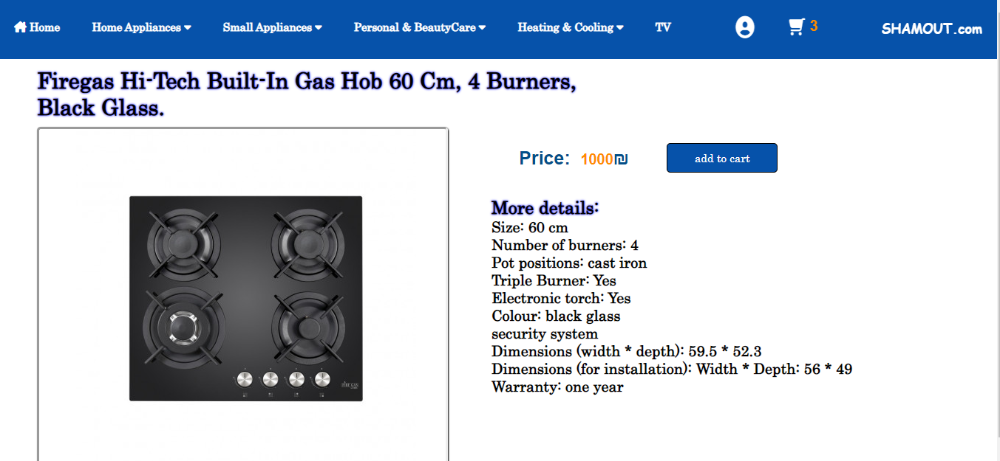 Home
Home Appliances
Small Appliances
Personal & BeautyCare
Heating & Cooling
TV
3
SHAMOUT.com
Firegas Hi-Tech Built-In Gas Hob 60 Cm, 4 Burners,
Black Glass.
Price: 1000₪
add to cart
More details:
Size: 60 cm
Number of burners: 4
Pot positions: cast iron
Triple Burner: Yes
Electronic torch: Yes
Colour: black glass
security system
Dimensions (width * depth): 59.5 * 52.3
Dimensions (for installation): Width * Depth: 56 * 49
Warranty: one year